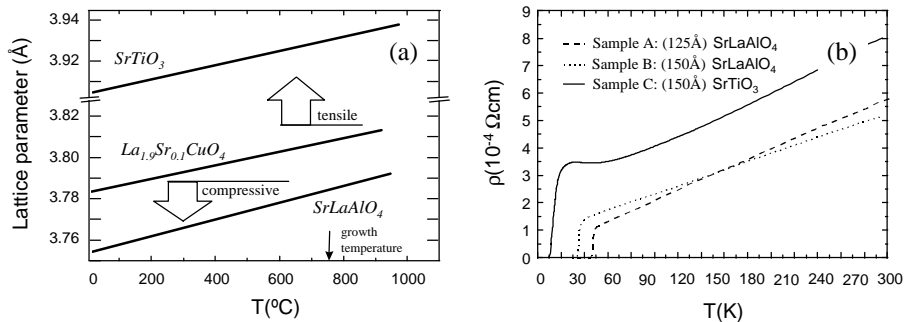 3.94
3.92
3.82
3.80
3.78
3.76
Lattice parameter (Å)
SrTiO3
(a)
tensile
La1.9Sr0.1CuO4
compressive
SrLaAlO4
growth
temperature
0 200 400 600 800 1000
T(ºC)
9
8
7
6
5
4
3
2
1
0
ρ(10-4 Ωcm)
Sample A: (125Å) SrLaAlO4
Sample B: (150Å) SrLaAlO4
Sample C: (150Å) SrTiO3
(b)
0 30 60 90 120 150 180 210 240 270 300
T(K)